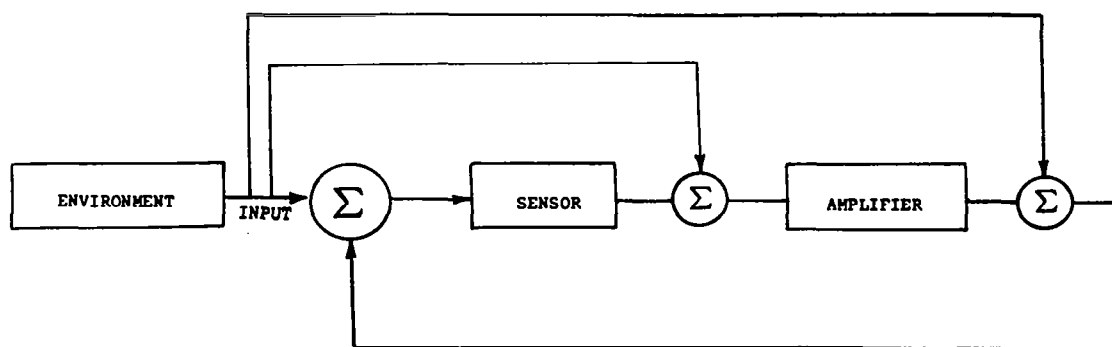 ENVIRONMENT
INPUT
Σ
SENSOR
Σ
AMPLIFIER
Σ